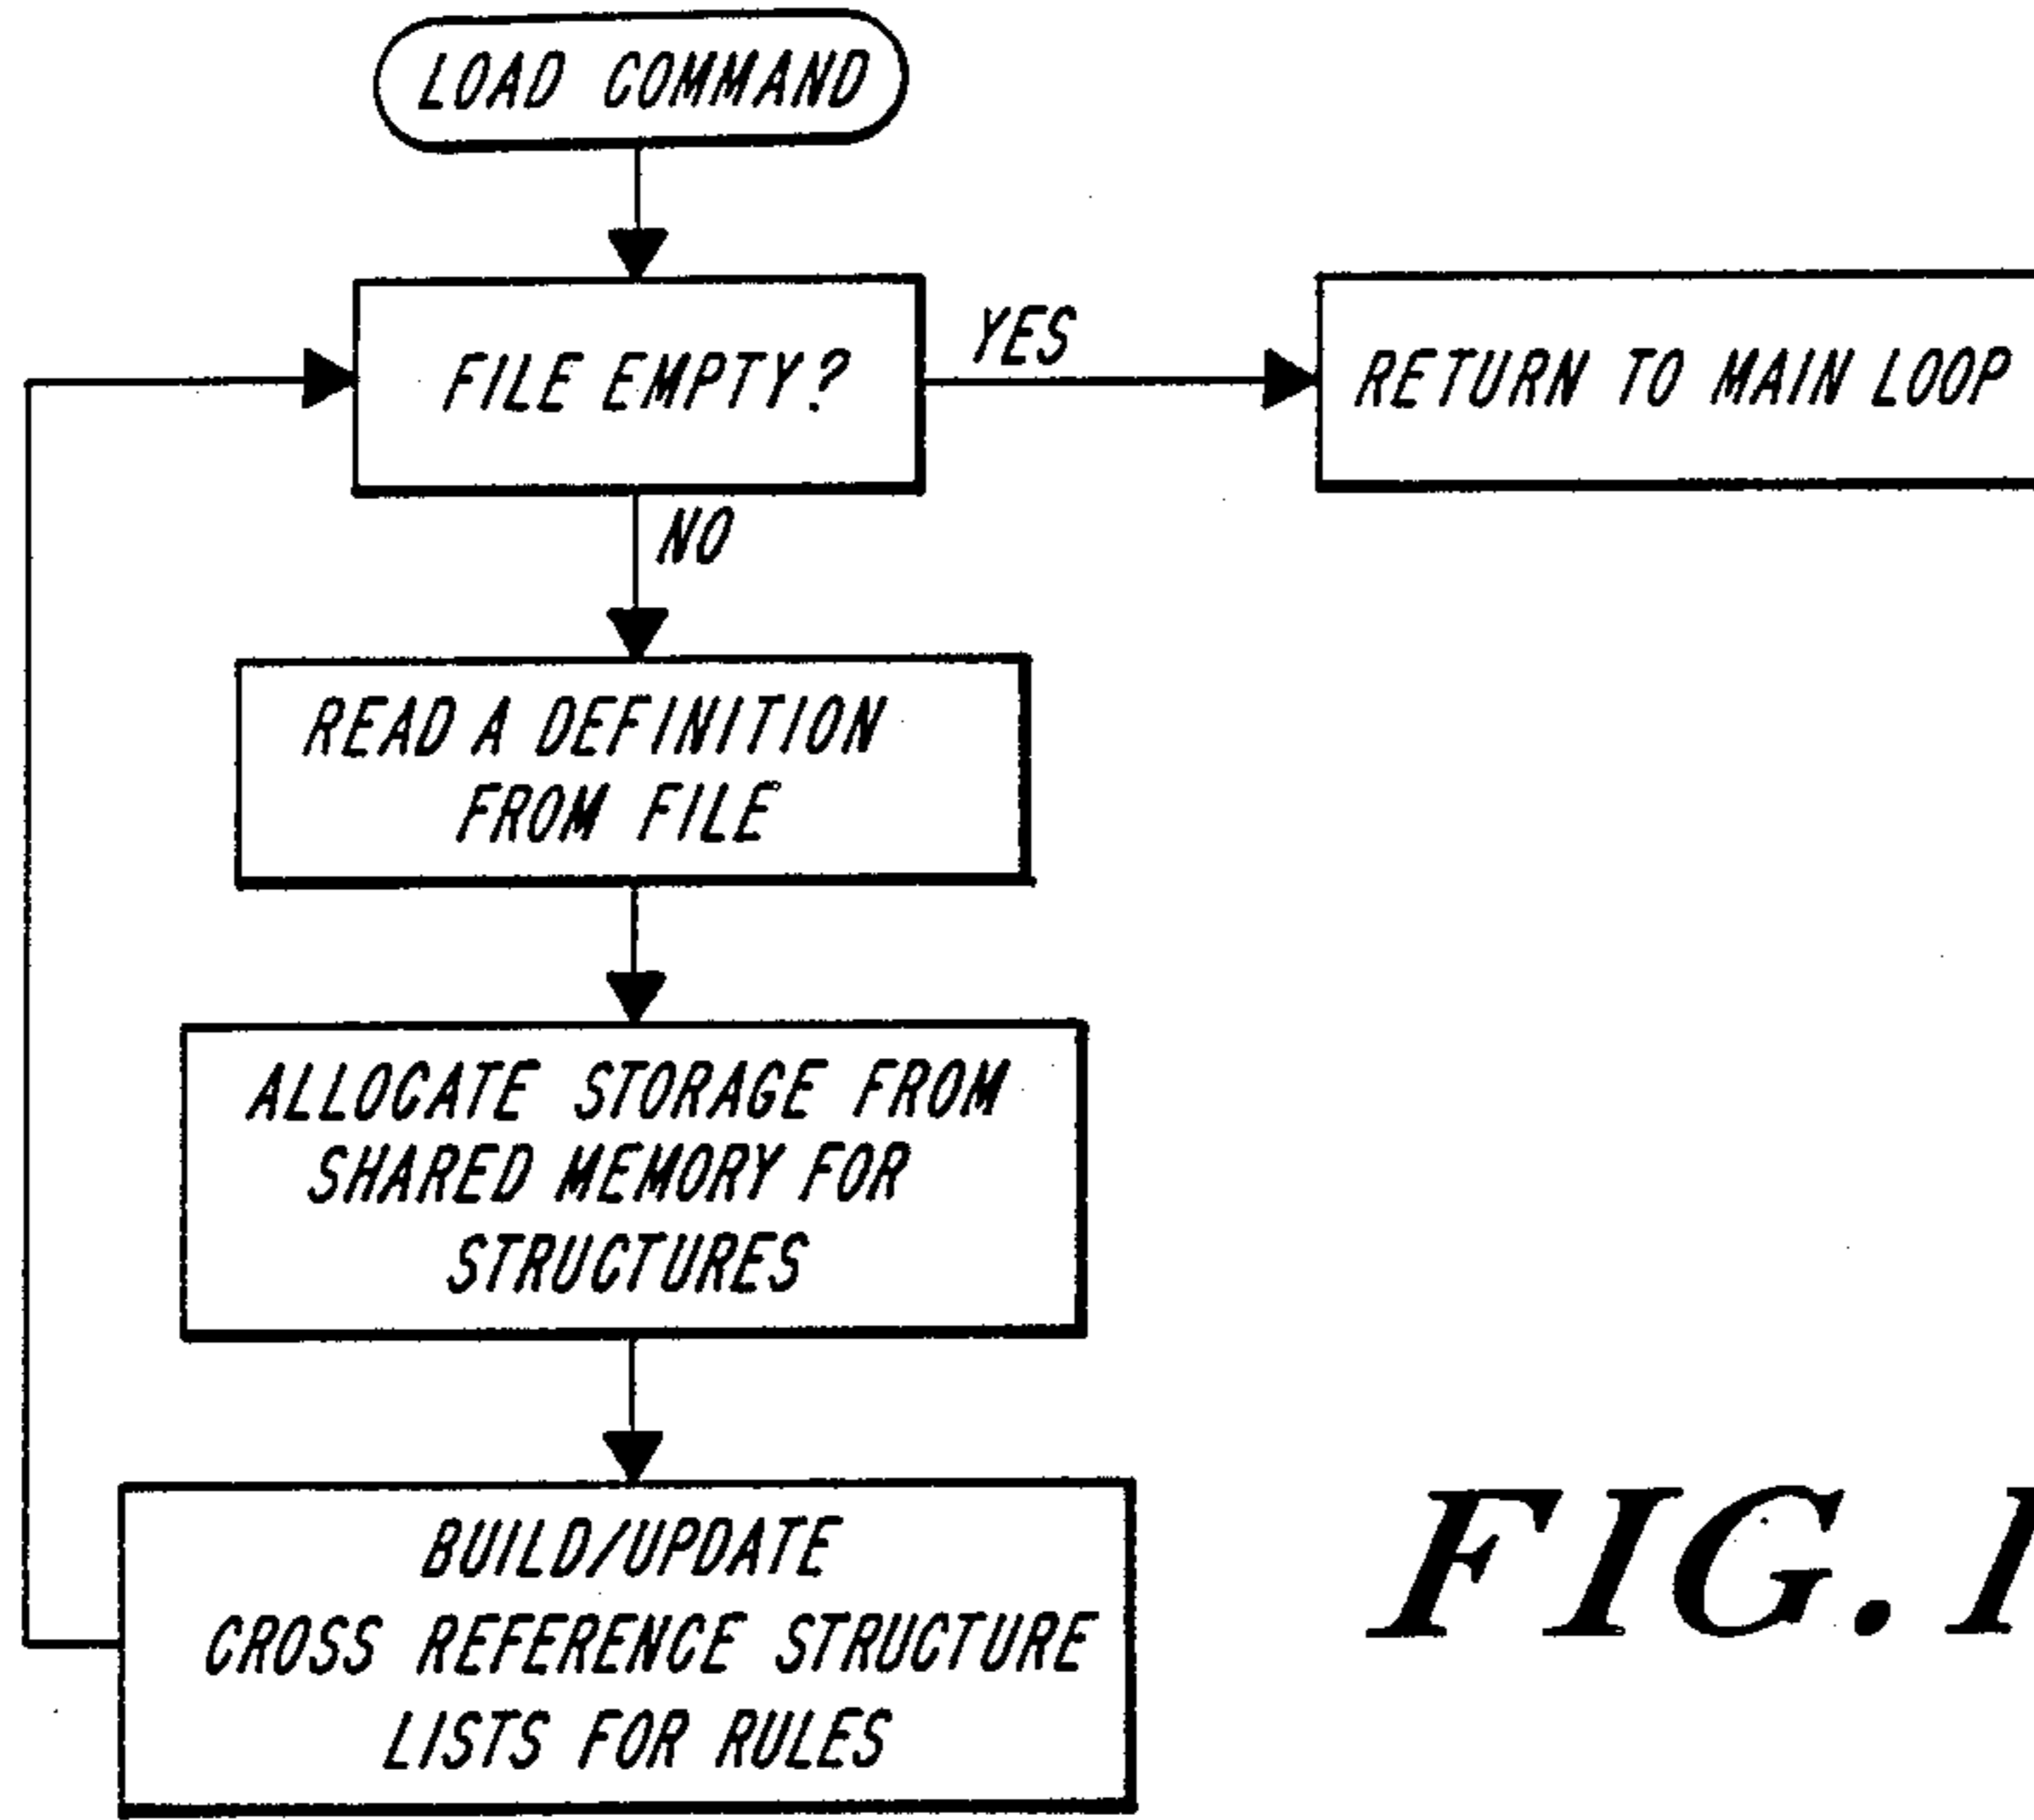 LOAD COMMAND
FILE EMPTY?
YES
RETURN TO MAIN LOOP
NO
READ A DEFINITION
FROM FILE
ALLOCATE STORAGE FROM
SHARED MEMORY FOR
STRUCTURES
BUILD/UPDATE
CROSS REFERENCE STRUCTURE
LISTS FOR RULES
FIG.